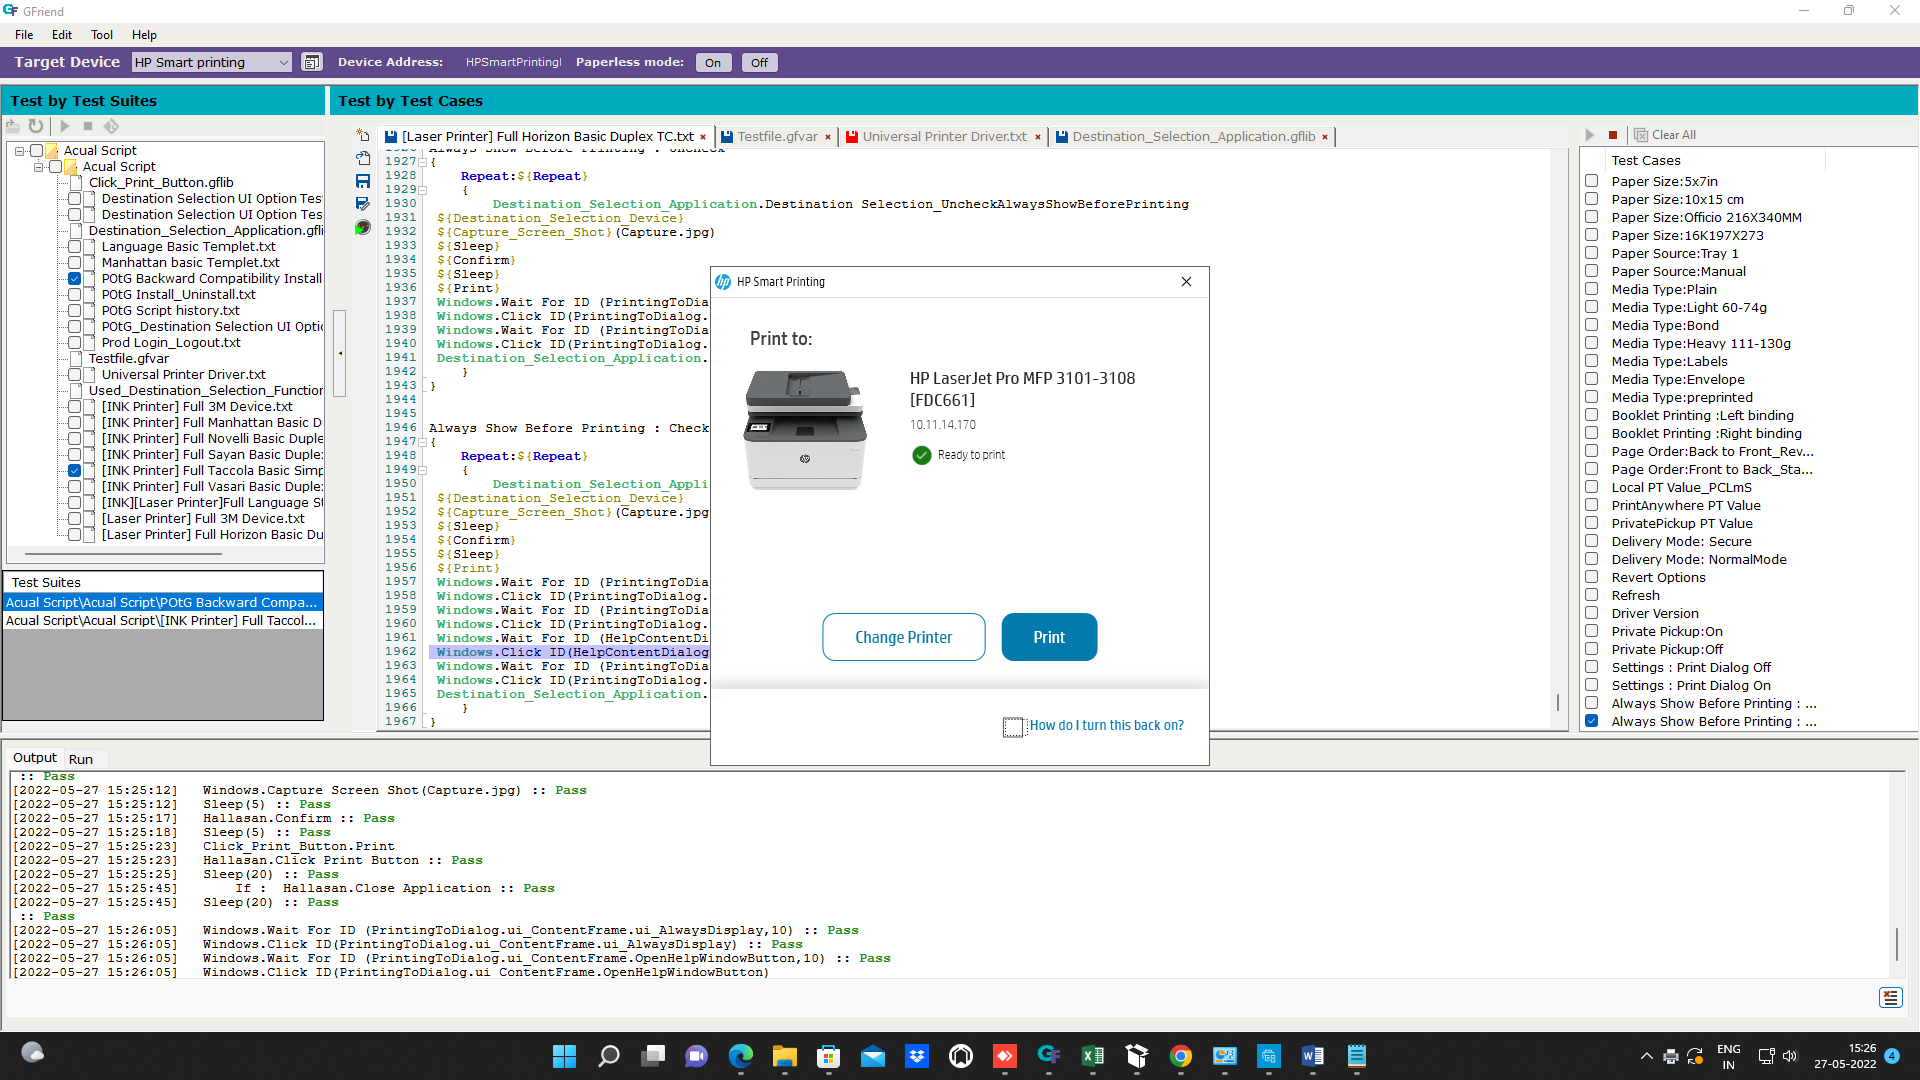 GFriend
File Edit Tool Help
Target Device HP Smart printing Device Address: HPSmartPrintingI Paperless mode: On Off
Test by Test Suites
Acual Script
Acual Script
Click_Print_Button.gflib
Destination Selection UI Option Tes
Destination Selection UI Option Tes
Destination_Selection_Application.gfli
Language Basic Templet.txt
Manhattan basic Templet.txt
POtG Backward Compatibility Install
POtG Install_Uninstall.txt
POtG Script history.txt
POtG_Destination Selection UI Optic
Prod Login_Logout.txt
Testfile.gfvar
Universal Printer Driver.txt
Used_Destination_Selection_Function
[INK Printer] Full 3M Device.txt
[INK Printer] Full Manhattan Basic D
[INK Printer] Full Novelli Basic Duple
[INK Printer] Full Sayan Basic Duple
[INK Printer] Full Taccola Basic Simp
[INK Printer] Full Vasari Basic Duple
[INK][Laser Printer]Full Language St
[Laser Printer] Full 3M Device.txt
[Laser Printer] Full Horizon Basic Du
Test Suites
Acual Script\Acual Script\POtG Backward Compa...
Acual Script\Acual Script\[INK Printer] Full Taccol...
Test by Test Cases
[Laser Printer] Full Horizon Basic Duplex TC.txt × Testfile.gfvar × Universal Printer Driver.txt × Destination_Selection_Application.gflib ×
1926 Always Show Before Printing : Uncheck
1927 {
1928 Repeat:${Repeat}
1929 {
1930 Destination_Selection_Application.Destination Selection_UncheckAlwaysShowBeforePrinting
1931 ${Destination_Selection_Device}
1932 ${Capture_Screen_Shot}(Capture.jpg)
1933 ${Sleep}
1934 ${Confirm}
1935 ${Sleep}
1936 ${Print}
1937 Windows.Wait For ID (PrintingToDia
1938 Windows.Click ID(PrintingToDialog.
1939 Windows.Wait For ID (PrintingToDia
1940 Windows.Click ID(PrintingToDialog.
1941 Destination_Selection_Application.
1942 }
1943 }
1944
1945
1946 Always Show Before Printing : Check
1947 {
1948 Repeat:${Repeat}
1949 {
1950 Destination_Selection_Appli
1951 ${Destination_Selection_Device}
1952 ${Capture_Screen_Shot}(Capture.jpg
1953 ${Sleep}
1954 ${Confirm}
1955 ${Sleep}
1956 ${Print}
1957 Windows.Wait For ID (PrintingToDia
1958 Windows.Click ID(PrintingToDialog.
1959 Windows.Wait For ID (PrintingToDia
1960 Windows.Click ID(PrintingToDialog.
1961 Windows.Wait For ID (HelpContentDi
1962 Windows.Click ID(HelpContentDialog
1963 Windows.Wait For ID (PrintingToDia
1964 Windows.Click ID(PrintingToDialog.
1965 Destination_Selection_Application.
1966 }
1967 }
hp HP Smart Printing
Print to:
HP LaserJet Pro MFP 3101-3108
[FDC661]
10.11.14.170
Ready to print
Change Printer Print
How do I turn this back on?
Clear All
Test Cases
Paper Size:5x7in
Paper Size:10x15 cm
Paper Size:Officio 216X340MM
Paper Size:16K197X273
Paper Source:Tray 1
Paper Source:Manual
Media Type:Plain
Media Type:Light 60-74g
Media Type:Bond
Media Type:Heavy 111-130g
Media Type:Labels
Media Type:Envelope
Media Type:preprinted
Booklet Printing :Left binding
Booklet Printing :Right binding
Page Order:Back to Front_Rev...
Page Order:Front to Back_Sta...
Local PT Value_PCLmS
PrintAnywhere PT Value
PrivatePickup PT Value
Delivery Mode: Secure
Delivery Mode: NormalMode
Revert Options
Refresh
Driver Version
Private Pickup:On
Private Pickup:Off
Settings : Print Dialog Off
Settings : Print Dialog On
Always Show Before Printing : ...
Always Show Before Printing : ...
Output Run
:: Pass
[2022-05-27 15:25:12] Windows.Capture Screen Shot(Capture.jpg) :: Pass
[2022-05-27 15:25:12] Sleep(5) :: Pass
[2022-05-27 15:25:17] Hallasan.Confirm :: Pass
[2022-05-27 15:25:18] Sleep(5) :: Pass
[2022-05-27 15:25:23] Click_Print_Button.Print
[2022-05-27 15:25:23] Hallasan.Click Print Button :: Pass
[2022-05-27 15:25:25] Sleep(20) :: Pass
[2022-05-27 15:25:45] If : Hallasan.Close Application :: Pass
[2022-05-27 15:25:45] Sleep(20) :: Pass
:: Pass
[2022-05-27 15:26:05] Windows.Wait For ID (PrintingToDialog.ui_ContentFrame.ui_AlwaysDisplay,10) :: Pass
[2022-05-27 15:26:05] Windows.Click ID(PrintingToDialog.ui_ContentFrame.ui_AlwaysDisplay) :: Pass
[2022-05-27 15:26:05] Windows.Wait For ID (PrintingToDialog.ui_ContentFrame.OpenHelpWindowButton,10) :: Pass
[2022-05-27 15:26:05] Windows.Click ID(PrintingToDialog.ui_ContentFrame.OpenHelpWindowButton)
ENG
IN
15:26
27-05-2022
4